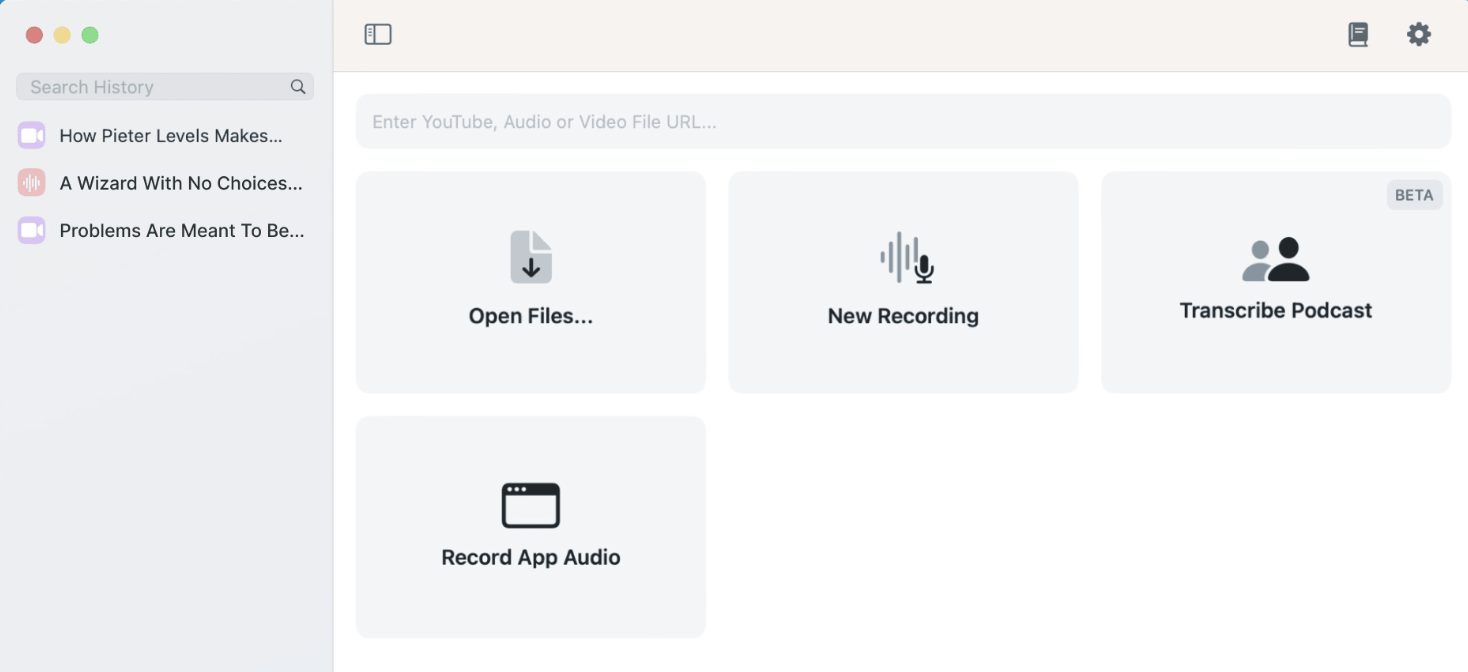 Search History
How Pieter Levels Makes...
A Wizard With No Choices...
Problems Are Meant To Be...
Enter YouTube, Audio or Video File URL...
Open Files...
New Recording
BETA
Transcribe Podcast
Record App Audio